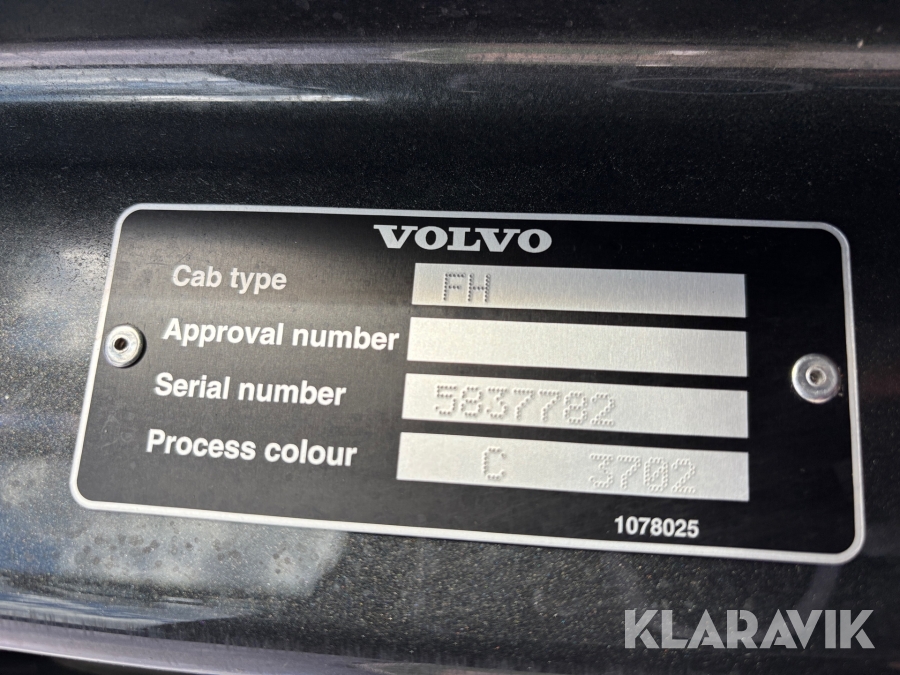 VOLVO
Cab type FH
Approval number
Serial number 5837782
Process colour C 3702
1078025
KLARAVIK